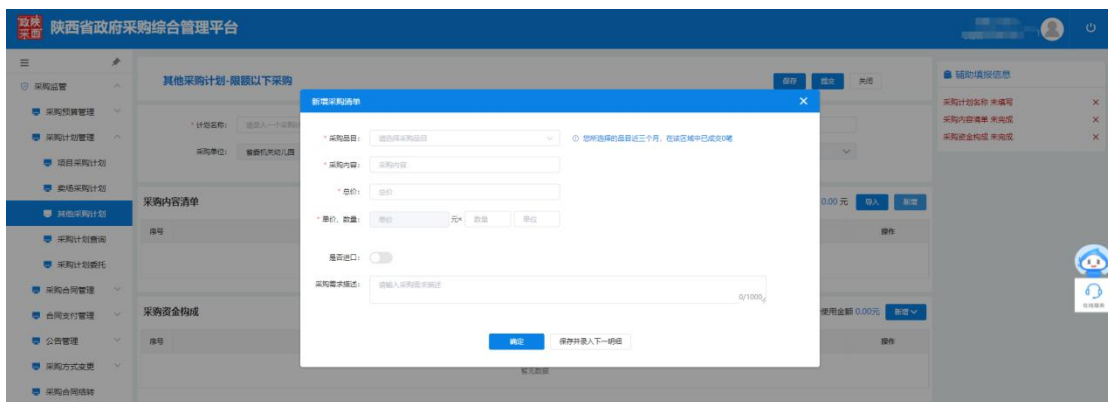 政陕
采西
陕西省政府采购综合管理平台
采购监管
采购预算管理
采购计划管理
项目采购计划
卖场采购计划
其他采购计划
采购计划查询
采购计划委托
采购合同管理
合同支付管理
公告管理
采购方式变更
采购合同结转
其他采购计划-限额以下采购
保存
提交
关闭
计划名称:
采购单位:
省委机关幼儿园
采购内容清单
0.00 元
导入
新增
序号
操作
采购资金构成
使用金额 0.00元
新增
序号
操作
暂无数据
新增采购清单
* 采购品目:
请选择采购品目
您所选择的品目近三个月,在该区域中已成交0笔
* 采购内容:
采购内容
* 总价:
总价
* 单价、数量:
单价
元×
数量
单位
是否进口:
采购需求描述:
请输入采购需求描述
0/1000
确定
保存并录入下一明细
辅助填报信息
采购计划名称 未填写
采购内容清单 未完成
采购资金构成 未完成
在线服务